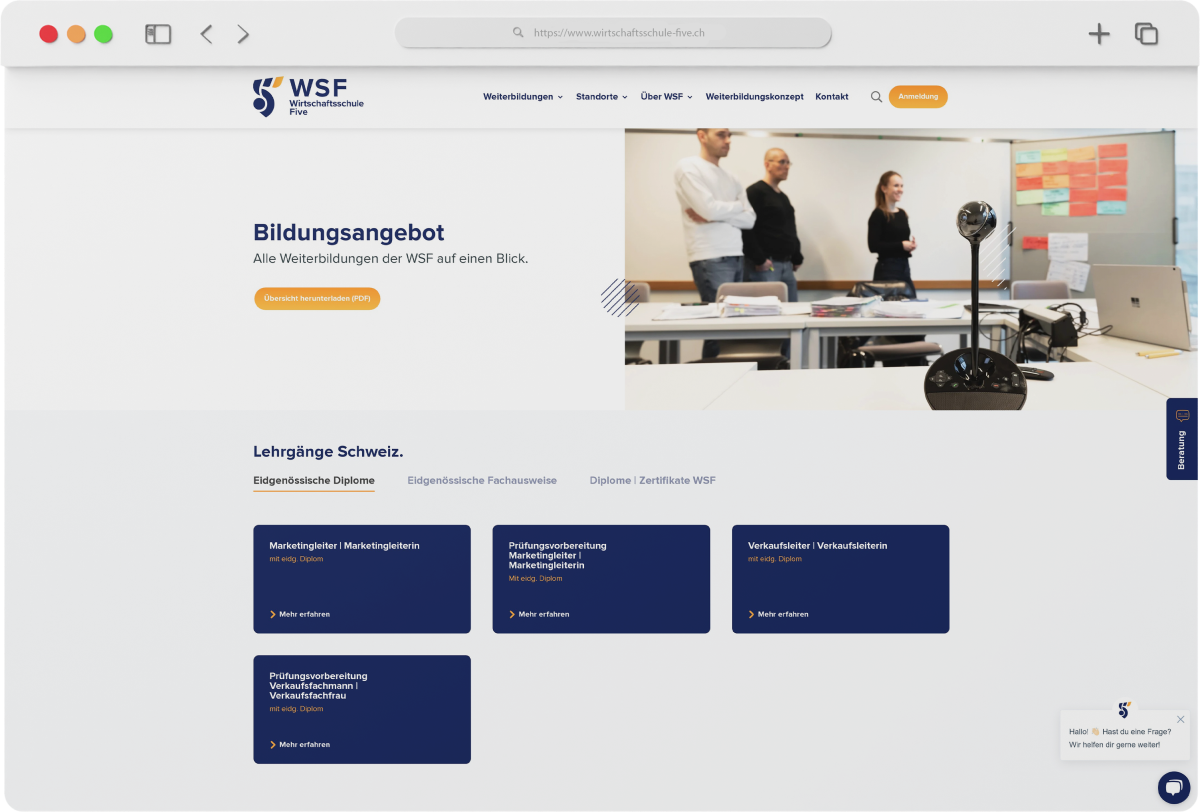 https://www.wirtschaftsschule-five.ch
WSF
Wirtschaftsschule
Five
Weiterbildungen
Standorte
Über WSF
Weiterbildungskonzept
Kontakt
Anmeldung
Bildungsangebot
Alle Weiterbildungen der WSF auf einen Blick.
Übersicht herunterladen (PDF)
Beratung
Lehrgänge Schweiz.
Eidgenössische Diplome
Eidgenössische Fachausweise
Diplome | Zertifikate WSF
Marketingleiter | Marketingleiterin
mit eidg. Diplom
Mehr erfahren
Prüfungsvorbereitung
Marketingleiter |
Marketingleiterin
Mit eidg. Diplom
Mehr erfahren
Verkaufsleiter | Verkaufsleiterin
mit eidg. Diplom
Mehr erfahren
Prüfungsvorbereitung
Verkaufsfachmann |
Verkaufsfachfrau
mit eidg. Diplom
Mehr erfahren
Hallo! 👋🏼 Hast du eine Frage?
Wir helfen dir gerne weiter!